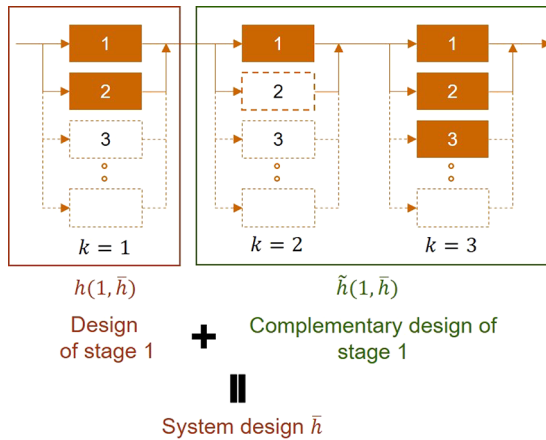 1 1 1
2 2 2
3 3 3
k = 1 k = 2 k = 3
h(1, h̄) h̃(1, h̄)
Design Complementary design of
of stage 1 + stage 1
=
System design h̄